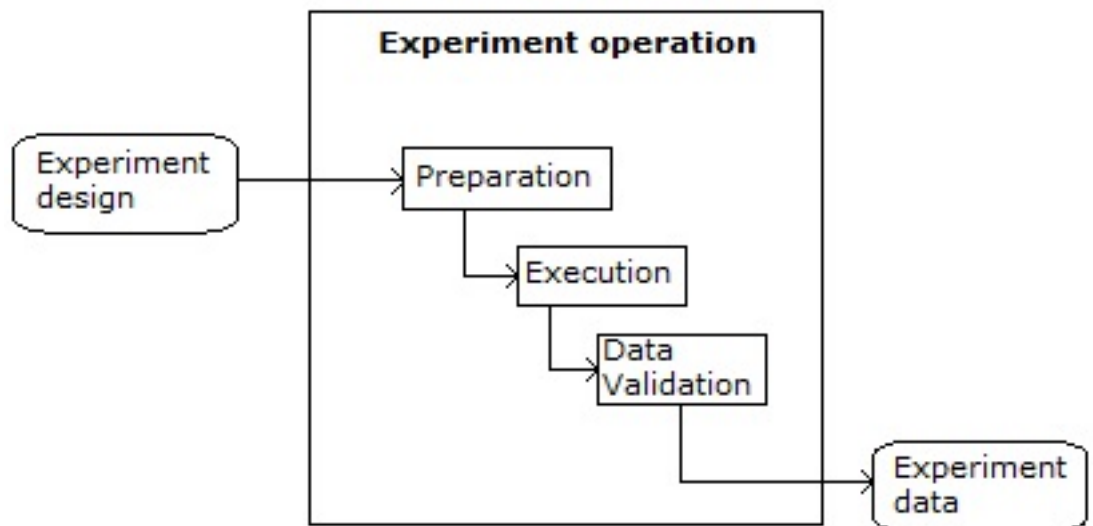 Experiment operation
Experiment
design
Preparation
Execution
Data
Validation
Experiment
data